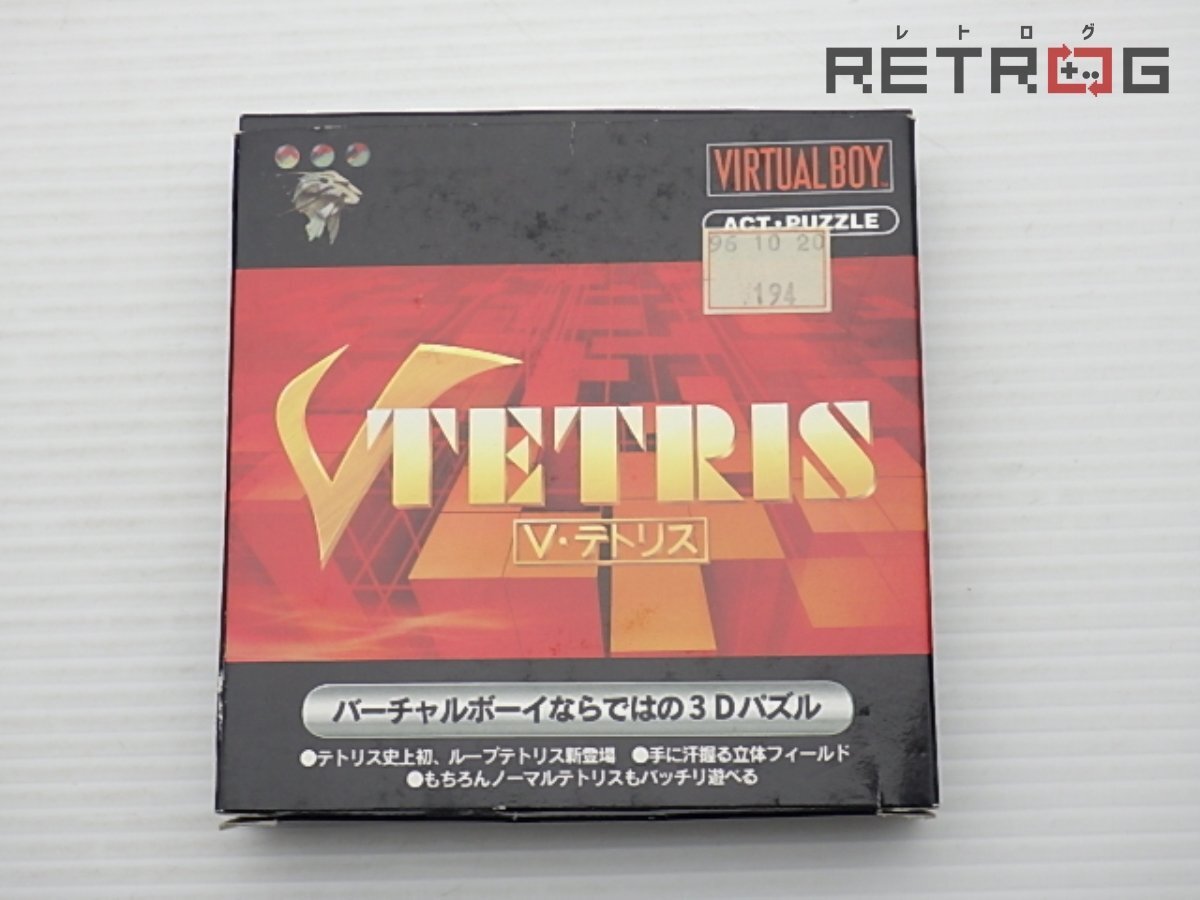 レトログ
RETROG
VIRTUAL BOY
ACT・PUZZLE
96 10 20
194
V TETRIS
V・テトリス
バーチャルボーイならではの3Dパズル
●テトリス史上初、ループテトリス新登場 ●手に汗握る立体フィールド
●もちろんノーマルテトリスもバッチリ遊べる